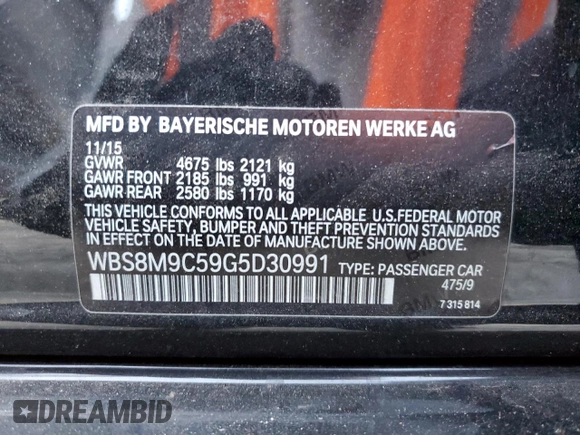 MFD BY BAYERISCHE MOTOREN WERKE AG
11/15
GVWR 4675 lbs 2121 kg
GAWR FRONT 2185 lbs 991 kg
GAWR REAR 2580 lbs 1170 kg
THIS VEHICLE CONFORMS TO ALL APPLICABLE U.S.FEDERAL MOTOR
VEHICLE SAFETY, BUMPER AND THEFT PREVENTION STANDARDS
IN EFFECT ON THE DATE OF MANUFACTURE SHOWN ABOVE.
WBS8M9C59G5D30991 TYPE: PASSENGER CAR
475/9
7 315 814
DREAMBID